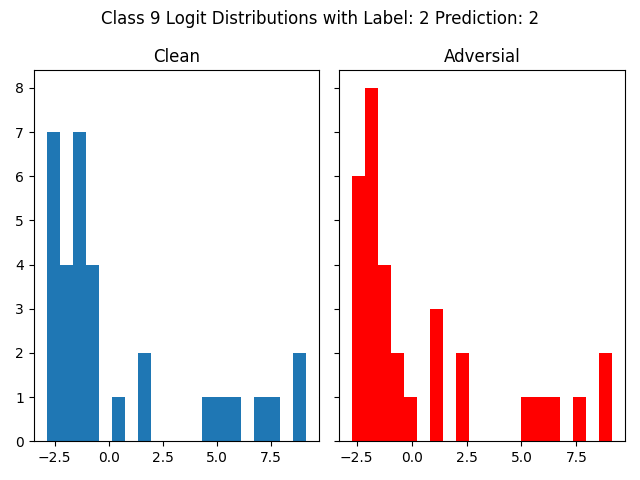 Class 9 Logit Distributions with Label: 2 Prediction: 2
Clean
Adversial
8
7
6
5
4
3
2
1
0
−2.5 0.0 2.5 5.0 7.5
−2.5 0.0 2.5 5.0 7.5